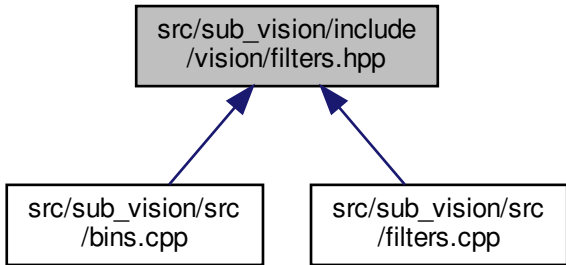 src/sub_vision/include
/vision/filters.hpp
src/sub_vision/src
/bins.cpp
src/sub_vision/src
/filters.cpp